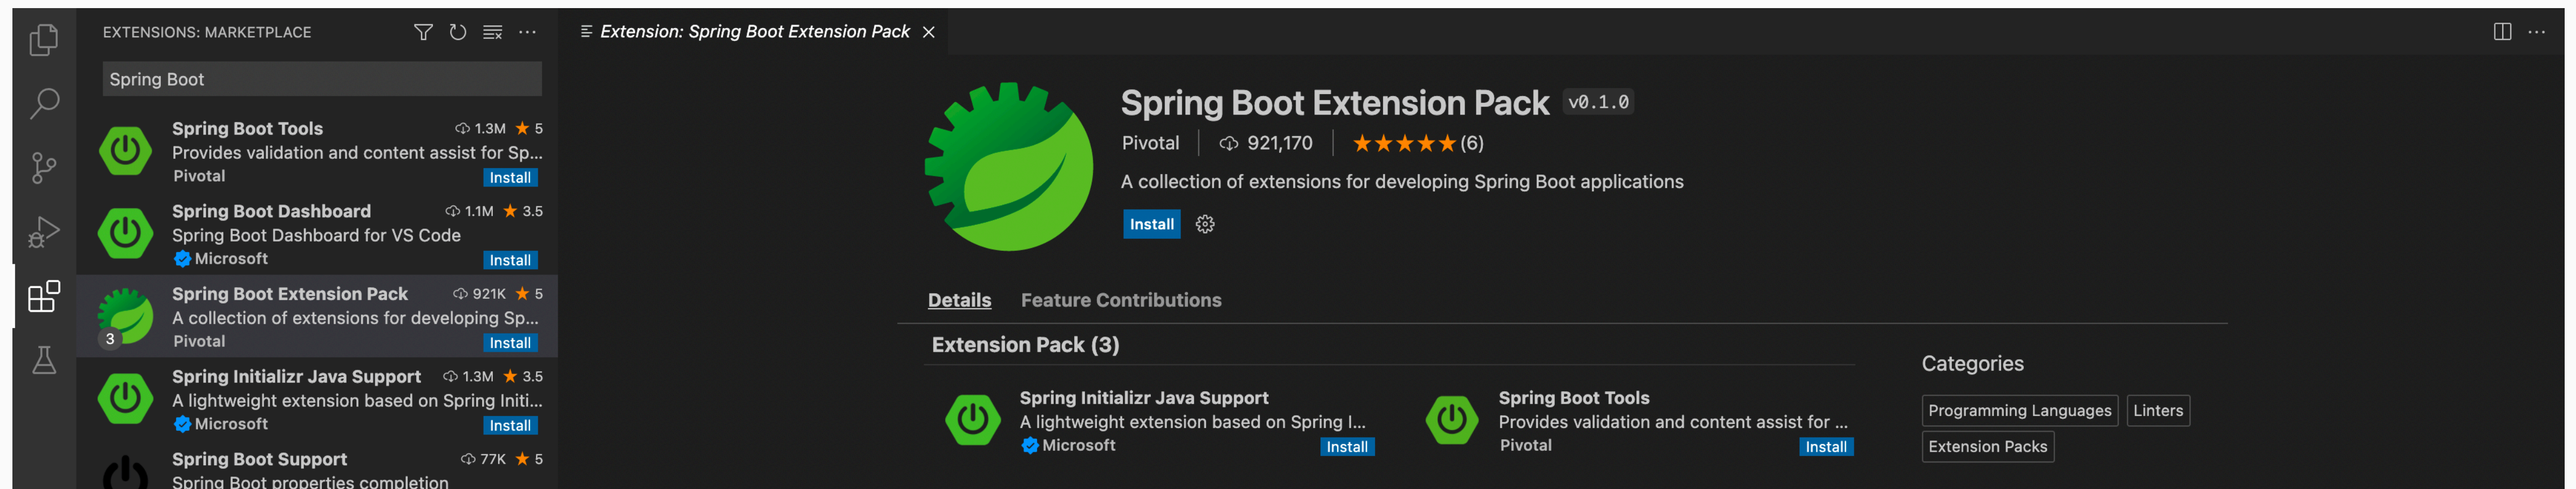 EXTENSIONS: MARKETPLACE
Spring Boot
Spring Boot Tools 1.3M ★ 5
Provides validation and content assist for Sp...
Pivotal Install
Spring Boot Dashboard 1.1M ★ 3.5
Spring Boot Dashboard for VS Code
Microsoft Install
Spring Boot Extension Pack 921K ★ 5
A collection of extensions for developing Sp...
3 Pivotal Install
Spring Initializr Java Support 1.3M ★ 3.5
A lightweight extension based on Spring Initi...
Microsoft Install
Spring Boot Support 77K ★ 5
Spring Boot properties completion
Extension: Spring Boot Extension Pack
Spring Boot Extension Pack v0.1.0
Pivotal 921,170 ★★★★★ (6)
A collection of extensions for developing Spring Boot applications
Install
Details Feature Contributions
Extension Pack (3)
Spring Initializr Java Support
A lightweight extension based on Spring I...
Microsoft Install
Spring Boot Tools
Provides validation and content assist for ...
Pivotal Install
Categories
Programming Languages Linters
Extension Packs